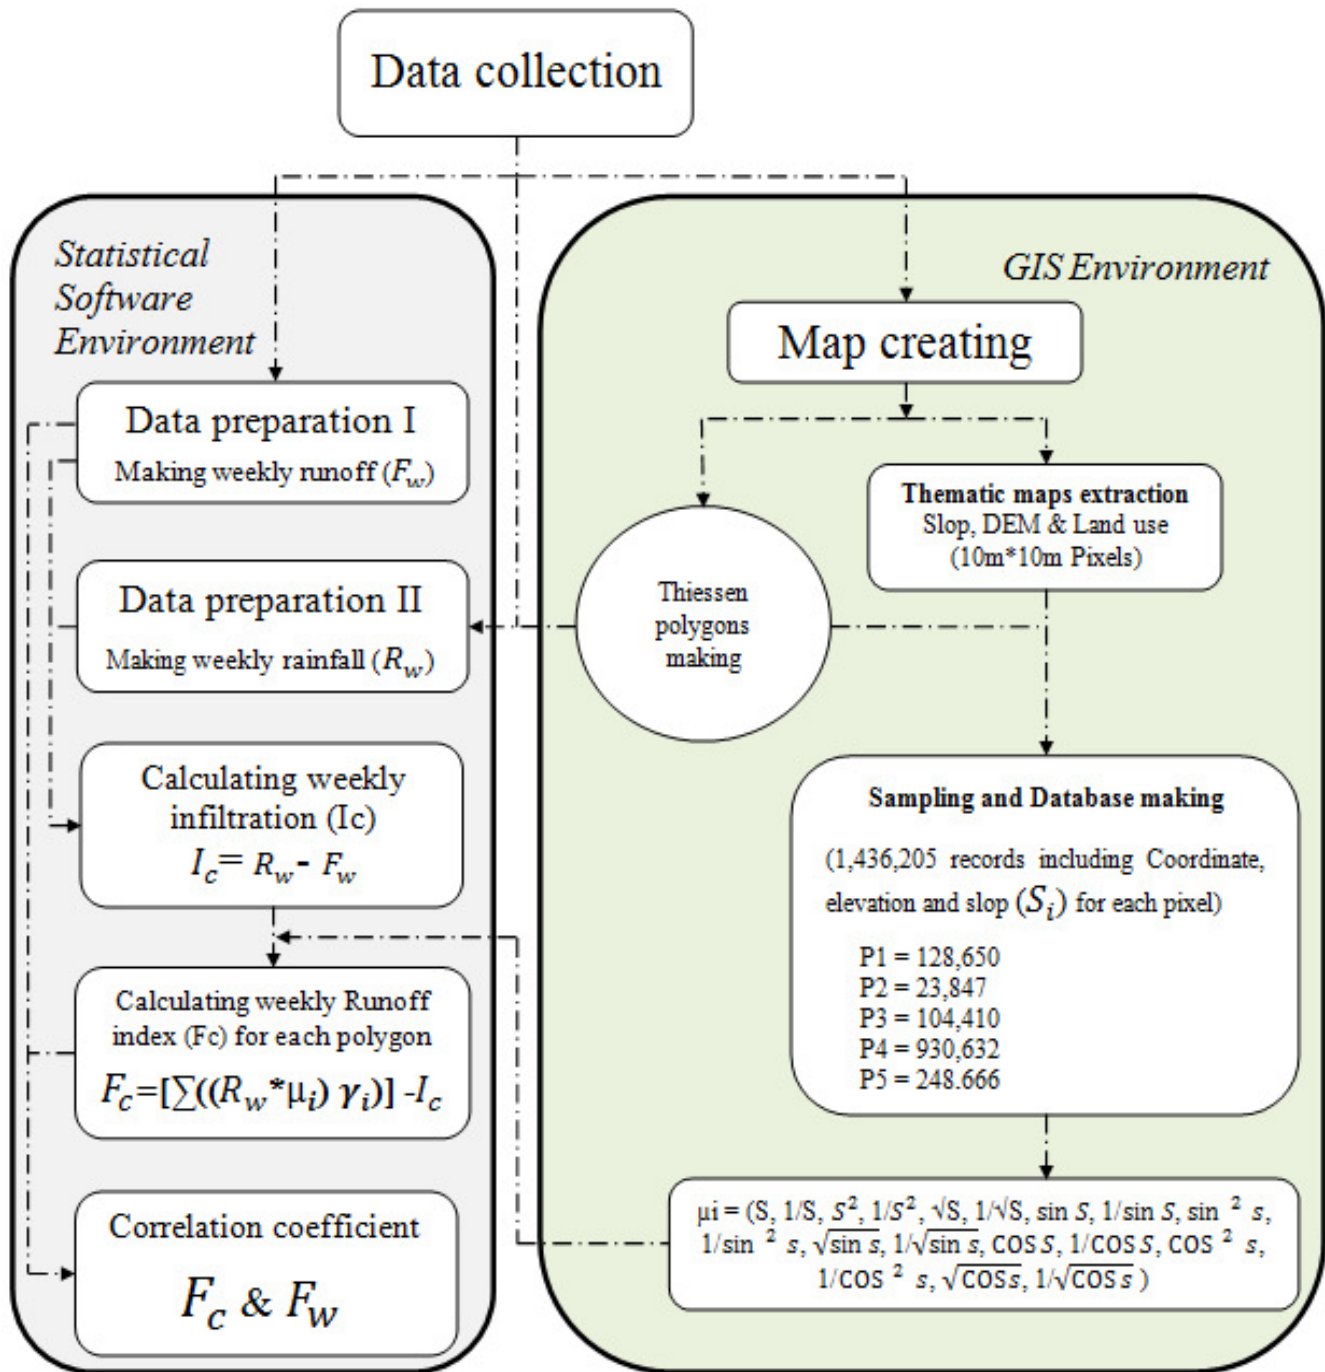 Data collection
Statistical
Software
Environment
Data preparation I
Making weekly runoff (F_w)
Data preparation II
Making weekly rainfall (R_w)
Calculating weekly
infiltration (Ic)
I_c= R_w- F_w
Calculating weekly Runoff
index (Fc) for each polygon
F_c=[∑((R_w*μ_i) γ_i)] -I_c
Correlation coefficient
F_c & F_w
GIS Environment
Map creating
Thematic maps extraction
Slop, DEM & Land use
(10m*10m Pixels)
Thiessen
polygons
making
Sampling and Database making
(1,436,205 records including Coordinate,
elevation and slop (S_i) for each pixel)
P1 = 128,650
P2 = 23,847
P3 = 104,410
P4 = 930,632
P5 = 248.666
μi = (S, 1/S, S², 1/S², √S, 1/√S, sin S, 1/sin S, sin ² s,
1/sin ² s, √sin s, 1/√sin s, COS S, 1/COS S, COS ² s,
1/COS ² s, √COS s, 1/√COS s )